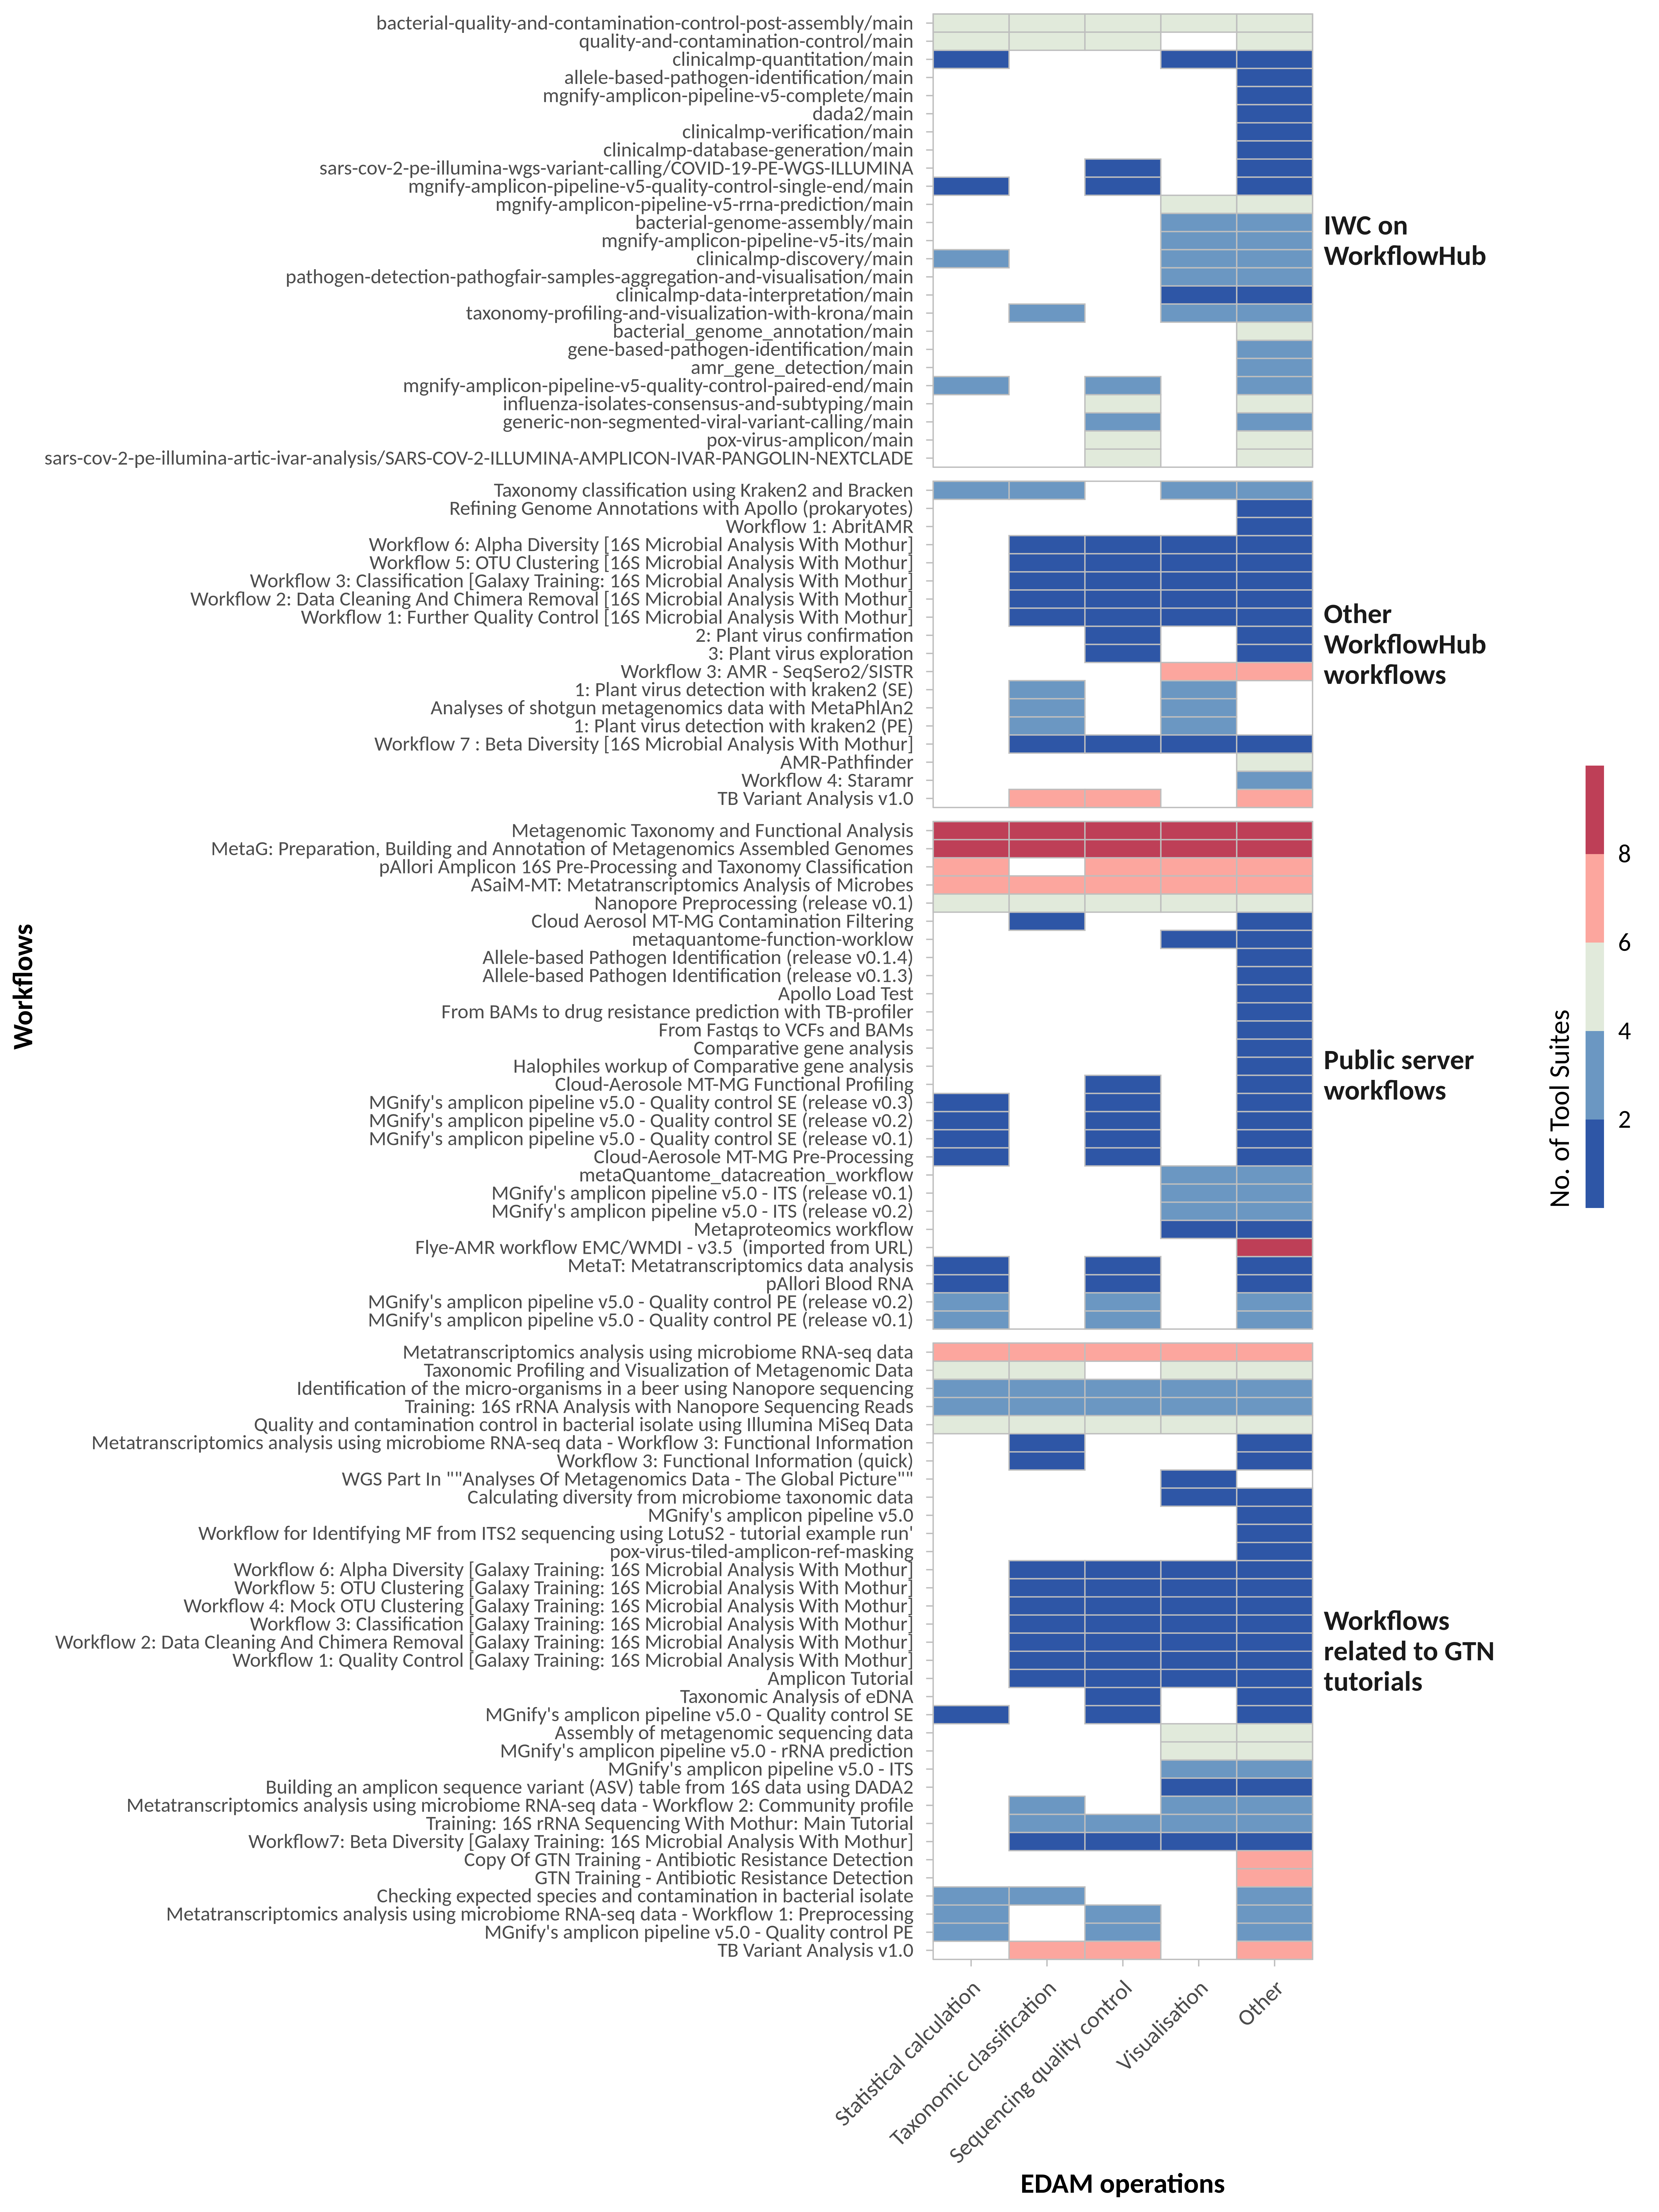 bacterial-quality-and-contamination-control-post-assembly/main
quality-and-contamination-control/main
clinicalmp-quantitation/main
allele-based-pathogen-identification/main
mgnify-amplicon-pipeline-v5-complete/main
dada2/main
clinicalmp-verification/main
clinicalmp-database-generation/main
sars-cov-2-pe-illumina-wgs-variant-calling/COVID-19-PE-WGS-ILLUMINA
mgnify-amplicon-pipeline-v5-quality-control-single-end/main
mgnify-amplicon-pipeline-v5-rrna-prediction/main
bacterial-genome-assembly/main
mgnify-amplicon-pipeline-v5-its/main
clinicalmp-discovery/main
pathogen-detection-pathogfair-samples-aggregation-and-visualisation/main
clinicalmp-data-interpretation/main
taxonomy-profiling-and-visualization-with-krona/main
bacterial_genome_annotation/main
gene-based-pathogen-identification/main
amr_gene_detection/main
mgnify-amplicon-pipeline-v5-quality-control-paired-end/main
influenza-isolates-consensus-and-subtyping/main
generic-non-segmented-viral-variant-calling/main
pox-virus-amplicon/main
sars-cov-2-pe-illumina-artic-ivar-analysis/SARS-COV-2-ILLUMINA-AMPLICON-IVAR-PANGOLIN-NEXTCLADE
IWC on
WorkflowHub
Taxonomy classification using Kraken2 and Bracken
Refining Genome Annotations with Apollo (prokaryotes)
Workflow 1: AbritAMR
Workflow 6: Alpha Diversity [16S Microbial Analysis With Mothur]
Workflow 5: OTU Clustering [16S Microbial Analysis With Mothur]
Workflow 3: Classification [Galaxy Training: 16S Microbial Analysis With Mothur]
Workflow 2: Data Cleaning And Chimera Removal [16S Microbial Analysis With Mothur]
Workflow 1: Further Quality Control [16S Microbial Analysis With Mothur]
2: Plant virus confirmation
3: Plant virus exploration
Workflow 3: AMR - SeqSero2/SISTR
1: Plant virus detection with kraken2 (SE)
Analyses of shotgun metagenomics data with MetaPhlAn2
1: Plant virus detection with kraken2 (PE)
Workflow 7 : Beta Diversity [16S Microbial Analysis With Mothur]
AMR-Pathfinder
Workflow 4: Staramr
TB Variant Analysis v1.0
Other
WorkflowHub
workflows
Metagenomic Taxonomy and Functional Analysis
MetaG: Preparation, Building and Annotation of Metagenomics Assembled Genomes
pAllori Amplicon 16S Pre-Processing and Taxonomy Classification
ASaiM-MT: Metatranscriptomics Analysis of Microbes
Nanopore Preprocessing (release v0.1)
Cloud Aerosol MT-MG Contamination Filtering
metaquantome-function-worklow
Allele-based Pathogen Identification (release v0.1.4)
Allele-based Pathogen Identification (release v0.1.3)
Apollo Load Test
From BAMs to drug resistance prediction with TB-profiler
From Fastqs to VCFs and BAMs
Comparative gene analysis
Halophiles workup of Comparative gene analysis
Cloud-Aerosole MT-MG Functional Profiling
MGnify's amplicon pipeline v5.0 - Quality control SE (release v0.3)
MGnify's amplicon pipeline v5.0 - Quality control SE (release v0.2)
MGnify's amplicon pipeline v5.0 - Quality control SE (release v0.1)
Cloud-Aerosole MT-MG Pre-Processing
metaQuantome_datacreation_workflow
MGnify's amplicon pipeline v5.0 - ITS (release v0.1)
MGnify's amplicon pipeline v5.0 - ITS (release v0.2)
Metaproteomics workflow
Flye-AMR workflow EMC/WMDI - v3.5 (imported from URL)
MetaT: Metatranscriptomics data analysis
pAllori Blood RNA
MGnify's amplicon pipeline v5.0 - Quality control PE (release v0.2)
MGnify's amplicon pipeline v5.0 - Quality control PE (release v0.1)
Public server
workflows
Metatranscriptomics analysis using microbiome RNA-seq data
Taxonomic Profiling and Visualization of Metagenomic Data
Identification of the micro-organisms in a beer using Nanopore sequencing
Training: 16S rRNA Analysis with Nanopore Sequencing Reads
Quality and contamination control in bacterial isolate using Illumina MiSeq Data
Metatranscriptomics analysis using microbiome RNA-seq data - Workflow 3: Functional Information
Workflow 3: Functional Information (quick)
WGS Part In ""Analyses Of Metagenomics Data - The Global Picture""
Calculating diversity from microbiome taxonomic data
MGnify's amplicon pipeline v5.0
Workflow for Identifying MF from ITS2 sequencing using LotuS2 - tutorial example run'
pox-virus-tiled-amplicon-ref-masking
Workflow 6: Alpha Diversity [Galaxy Training: 16S Microbial Analysis With Mothur]
Workflow 5: OTU Clustering [Galaxy Training: 16S Microbial Analysis With Mothur]
Workflow 4: Mock OTU Clustering [Galaxy Training: 16S Microbial Analysis With Mothur]
Workflow 3: Classification [Galaxy Training: 16S Microbial Analysis With Mothur]
Workflow 2: Data Cleaning And Chimera Removal [Galaxy Training: 16S Microbial Analysis With Mothur]
Workflow 1: Quality Control [Galaxy Training: 16S Microbial Analysis With Mothur]
Amplicon Tutorial
Taxonomic Analysis of eDNA
MGnify's amplicon pipeline v5.0 - Quality control SE
Assembly of metagenomic sequencing data
MGnify's amplicon pipeline v5.0 - rRNA prediction
MGnify's amplicon pipeline v5.0 - ITS
Building an amplicon sequence variant (ASV) table from 16S data using DADA2
Metatranscriptomics analysis using microbiome RNA-seq data - Workflow 2: Community profile
Training: 16S rRNA Sequencing With Mothur: Main Tutorial
Workflow7: Beta Diversity [Galaxy Training: 16S Microbial Analysis With Mothur]
Copy Of GTN Training - Antibiotic Resistance Detection
GTN Training - Antibiotic Resistance Detection
Checking expected species and contamination in bacterial isolate
Metatranscriptomics analysis using microbiome RNA-seq data - Workflow 1: Preprocessing
MGnify's amplicon pipeline v5.0 - Quality control PE
TB Variant Analysis v1.0
Workflows
related to GTN
tutorials
Workflows
Statistical calculation
Taxonomic classification
Sequencing quality control
Visualisation
Other
EDAM operations
No. of Tool Suites
8
6
4
2